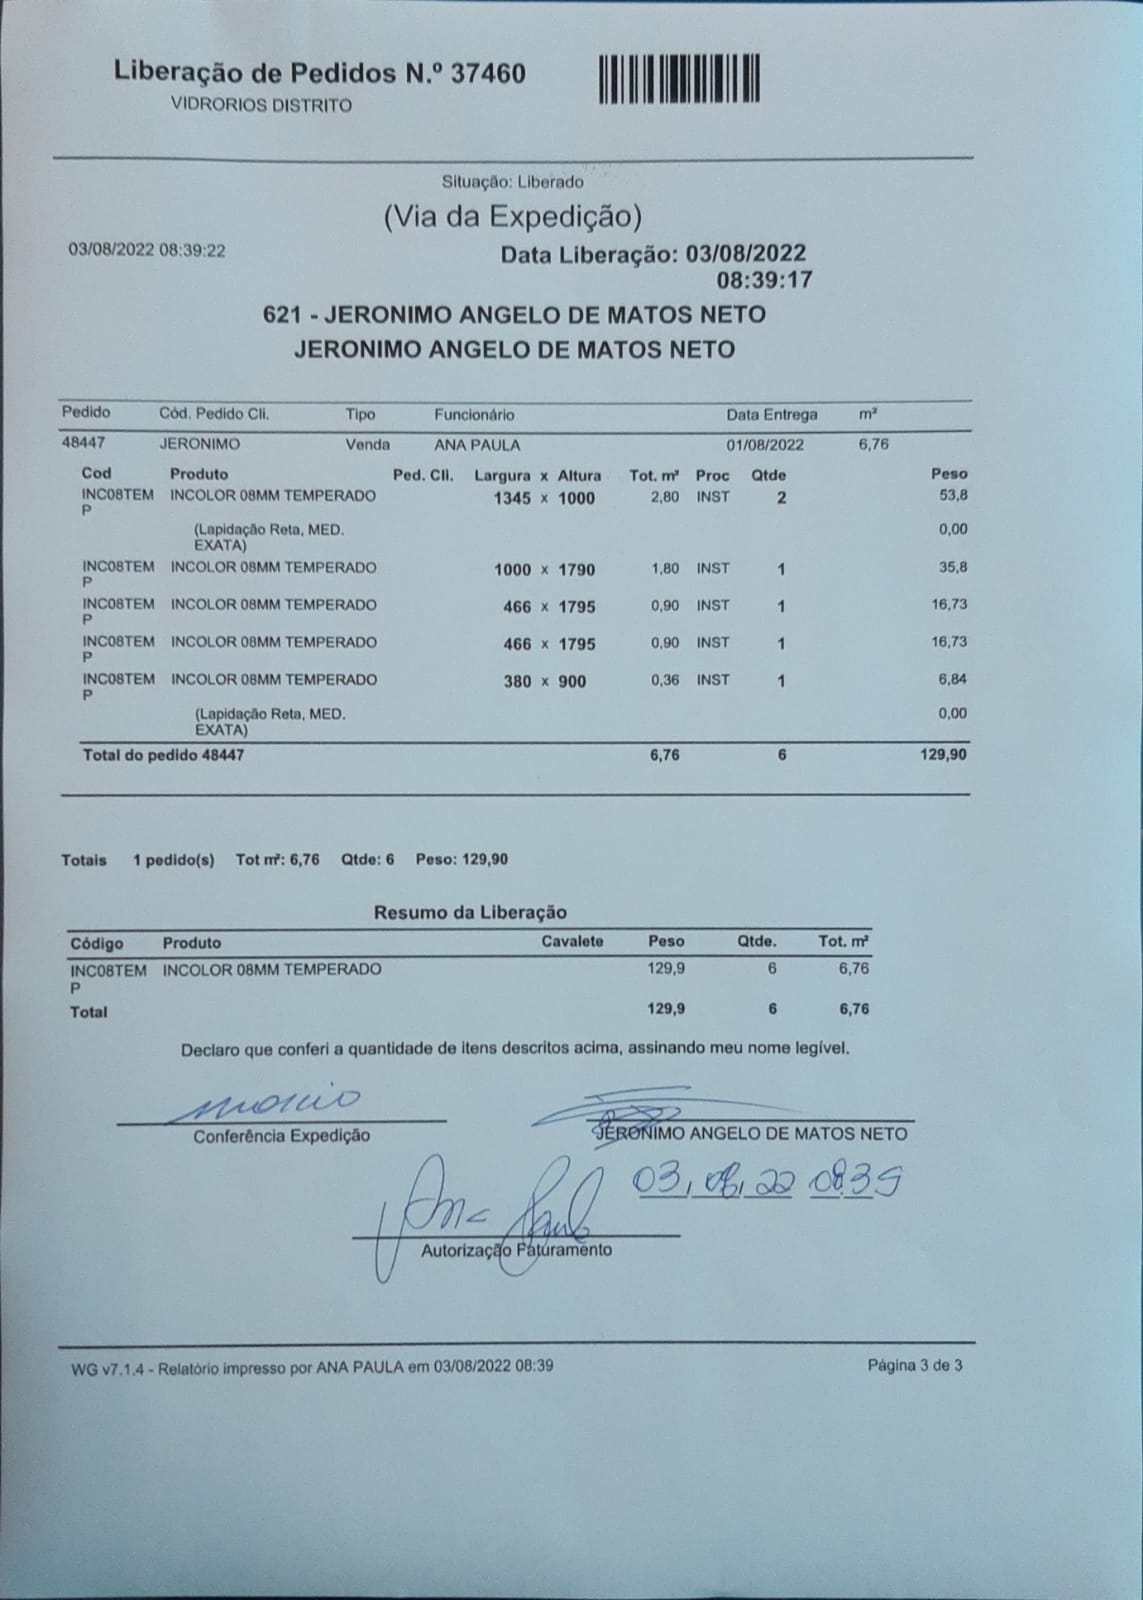 Liberação de Pedidos N.º 37460
VIDRORIOS DISTRITO
Situação: Liberado
(Via da Expedição)
03/08/2022 08:39:22
Data Liberação: 03/08/2022
08:39:17
621 - JERONIMO ANGELO DE MATOS NETO
JERONIMO ANGELO DE MATOS NETO
Pedido Cód. Pedido Cli. Tipo Funcionário Data Entrega m²
48447 JERONIMO Venda ANA PAULA 01/08/2022 6,76
Cod Produto Ped. Cli. Largura x Altura Tot. m² Proc Qtde Peso
INC08TEM INCOLOR 08MM TEMPERADO 1345 x 1000 2,80 INST 2 53,8
P
(Lapidação Reta, MED. 0,00
EXATA)
INC08TEM INCOLOR 08MM TEMPERADO 1000 x 1790 1,80 INST 1 35,8
P
INC08TEM INCOLOR 08MM TEMPERADO 466 x 1795 0,90 INST 1 16,73
P
INC08TEM INCOLOR 08MM TEMPERADO 466 x 1795 0,90 INST 1 16,73
P
INC08TEM INCOLOR 08MM TEMPERADO 380 x 900 0,36 INST 1 6,84
P
(Lapidação Reta, MED. 0,00
EXATA)
Total do pedido 48447 6,76 6 129,90
Totais 1 pedido(s) Tot m²: 6,76 Qtde: 6 Peso: 129,90
Resumo da Liberação
Código Produto Cavalete Peso Qtde. Tot. m²
INC08TEM INCOLOR 08MM TEMPERADO 129,9 6 6,76
P
Total 129,9 6 6,76
Declaro que conferi a quantidade de itens descritos acima, assinando meu nome legível.
Conferência Expedição
JERONIMO ANGELO DE MATOS NETO
03, 08, 22 08:39
Ana Paula
Autorização Faturamento
WG v7.1.4 - Relatório impresso por ANA PAULA em 03/08/2022 08:39
Página 3 de 3